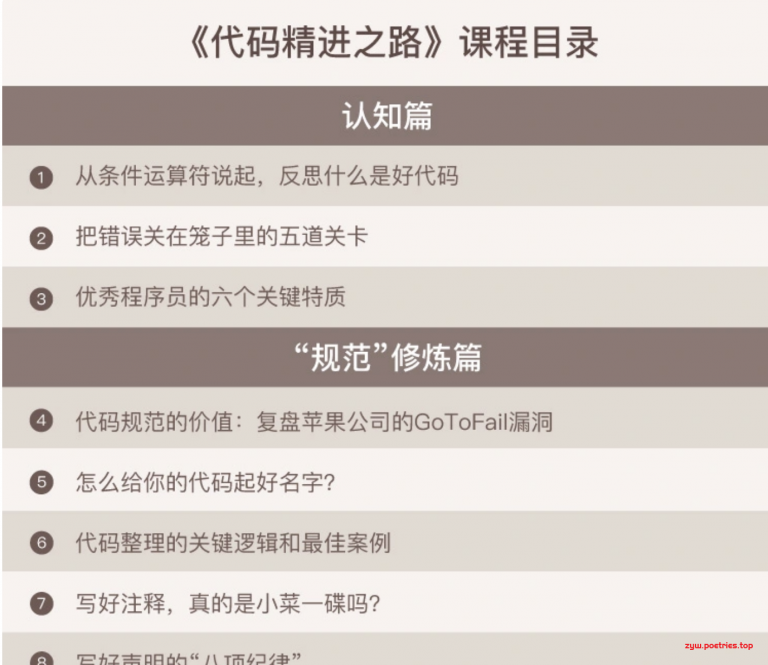 《代码精进之路》课程目录
认知篇
1 从条件运算符说起，反思什么是好代码
2 把错误关在笼子里的五道关卡
3 优秀程序员的六个关键特质
“规范”修炼篇
4 代码规范的价值：复盘苹果公司的GoToFail漏洞
5 怎么给你的代码起好名字？
6 代码整理的关键逻辑和最佳案例
7 写好注释，真的是小菜一碟吗？
8 写好声明的“八项纪律”
zyw.poetries.top